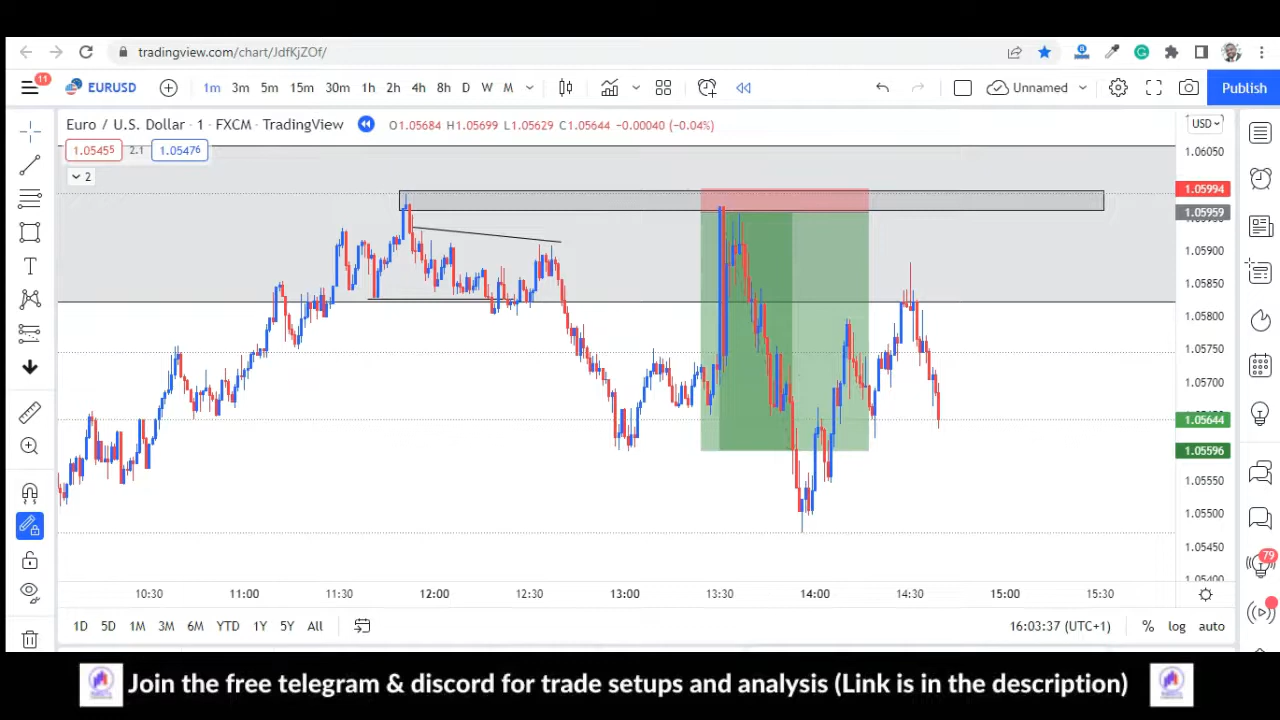 tradingview.com/chart/JdfKjZOf/
11
EURUSD
1m 3m 5m 15m 30m 1h 2h 4h 8h D W M
Unnamed
Publish
Euro / U.S. Dollar · 1 · FXCM · TradingView
O1.05684 H1.05699 L1.05629 C1.05644 −0.00040 (−0.04%)
USD
1.05455 2.1 1.05476
2
1.06050
1.05994
1.05959
1.05900
1.05850
1.05800
1.05750
1.05700
1.05644
1.05596
1.05550
1.05500
1.05450
1.05400
79
10:30 11:00 11:30 12:00 12:30 13:00 13:30 14:00 14:30 15:00 15:30
1D 5D 1M 3M 6M YTD 1Y 5Y All
16:03:37 (UTC+1)
% log auto
Join the free telegram & discord for trade setups and analysis (Link is in the description)